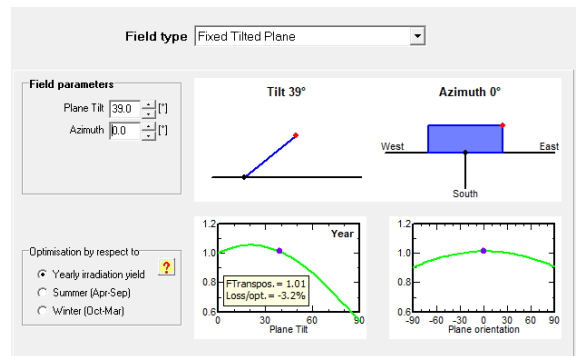 Field type Fixed Tilted Plane
Field parameters
Plane Tilt 39.0 [°]
Azimuth 0.0 [°]
Tilt 39°
Azimuth 0°
West East
South
Optimisation by respect to
Yearly irradiation yield ?
Summer (Apr-Sep)
Winter (Oct-Mar)
Year
1.2
1.0
0.8
0.6
FTranspos. = 1.01
Loss/opt. = -3.2%
0 30 60 90
Plane Tilt
1.2
1.0
0.8
0.6
-90 -60 -30 0 30 60 90
Plane orientation